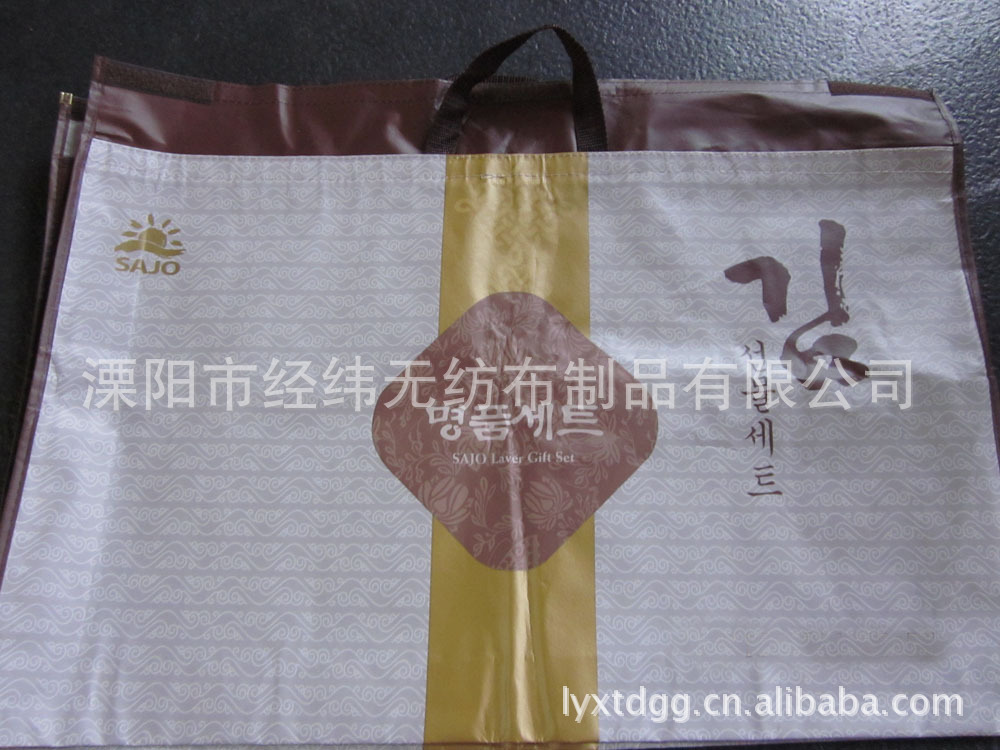 SAJO
김
선물세트
溧阳市经纬无纺布制品有限公司
명품세트
SAJO Laver Gift Set
lyxtdgg.cn.alibaba.com